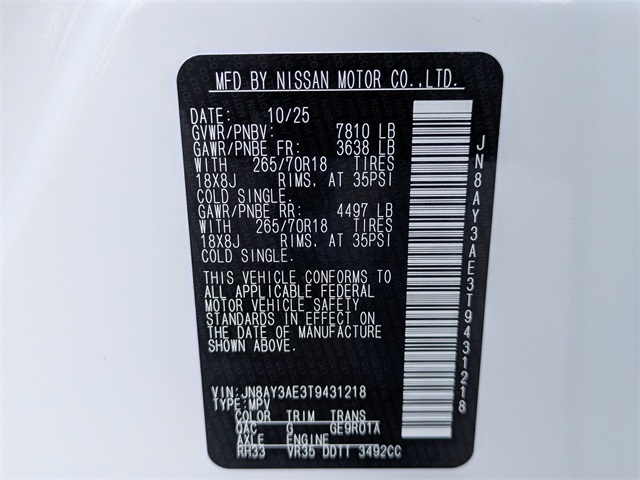 MFD BY NISSAN MOTOR CO.,LTD.
DATE: 10/25
GVWR/PNBV: 7810 LB
GAWR/PNBE FR: 3638 LB
WITH 265/70R18 TIRES
18X8J RIMS, AT 35PSI
COLD SINGLE.
GAWR/PNBE RR: 4497 LB
WITH 265/70R18 TIRES
18X8J RIMS, AT 35PSI
COLD SINGLE.
THIS VEHICLE CONFORMS TO
ALL APPLICABLE FEDERAL
MOTOR VEHICLE SAFETY
STANDARDS IN EFFECT ON
THE DATE OF MANUFACTURE
SHOWN ABOVE.
VIN: JN8AY3AE3T9431218
TYPE: MPV
COLOR TRIM TRANS
QAC G GE9R01A
AXLE ENGINE
RH33 VR35 DDTT 3492CC
JN8AY3AE3T9431218